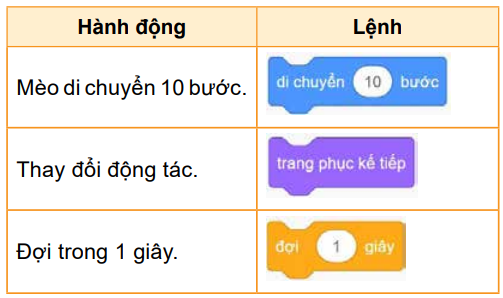 Hành động Lệnh
Mèo di chuyển 10 bước. di chuyển 10 bước
Thay đổi động tác. trang phục kế tiếp
Đợi trong 1 giây. đợi 1 giây